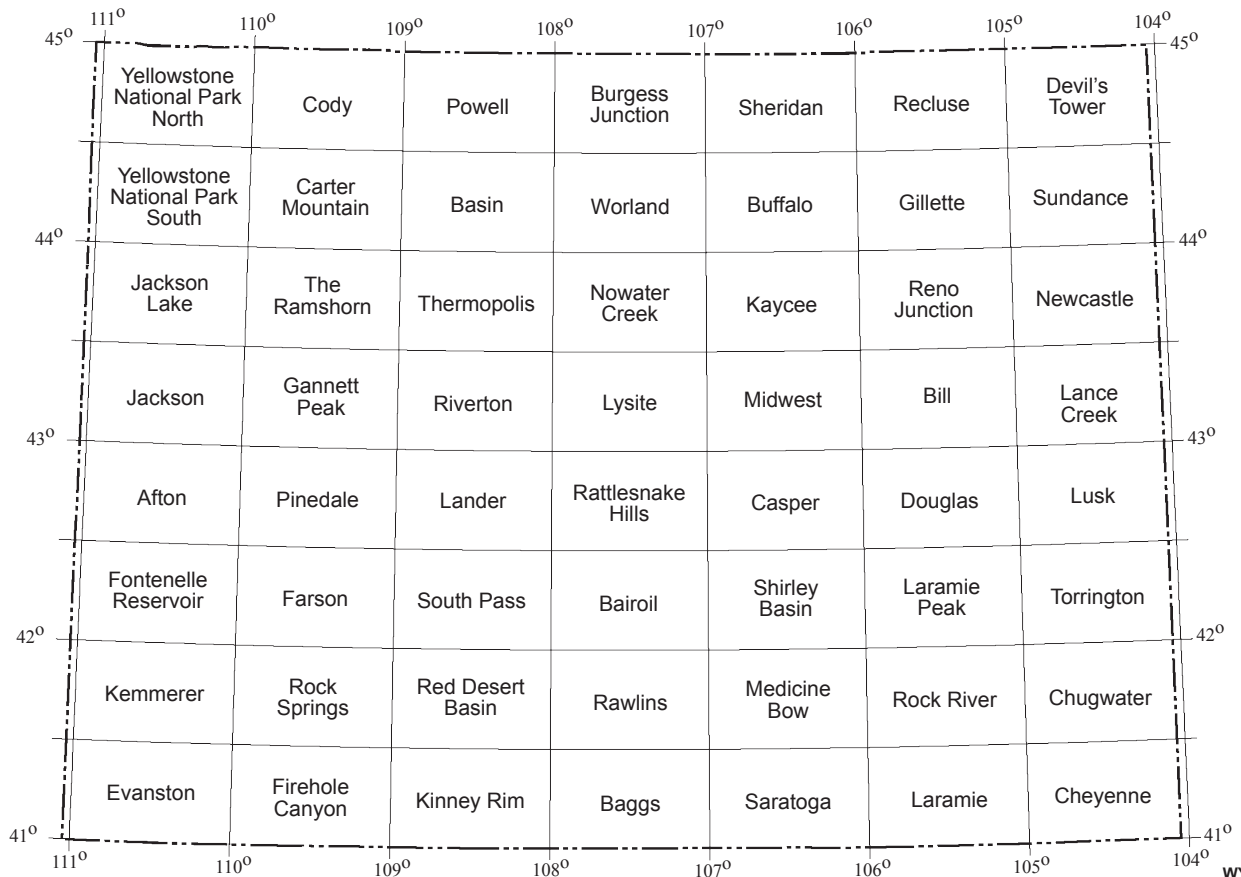 111° 110° 109° 108° 107° 106° 105° 104°
45° 45°
Yellowstone
National Park
North
Cody
Powell
Burgess
Junction
Sheridan
Recluse
Devil's
Tower
Yellowstone
National Park
South
Carter
Mountain
Basin
Worland
Buffalo
Gillette
Sundance
44° 44°
Jackson
Lake
The
Ramshorn
Thermopolis
Nowater
Creek
Kaycee
Reno
Junction
Newcastle
Jackson
Gannett
Peak
Riverton
Lysite
Midwest
Bill
Lance
Creek
43° 43°
Afton
Pinedale
Lander
Rattlesnake
Hills
Casper
Douglas
Lusk
Fontenelle
Reservoir
Farson
South Pass
Bairoil
Shirley
Basin
Laramie
Peak
Torrington
42° 42°
Kemmerer
Rock
Springs
Red Desert
Basin
Rawlins
Medicine
Bow
Rock River
Chugwater
Evanston
Firehole
Canyon
Kinney Rim
Baggs
Saratoga
Laramie
Cheyenne
41° 41°
111° 110° 109° 108° 107° 106° 105° 104°